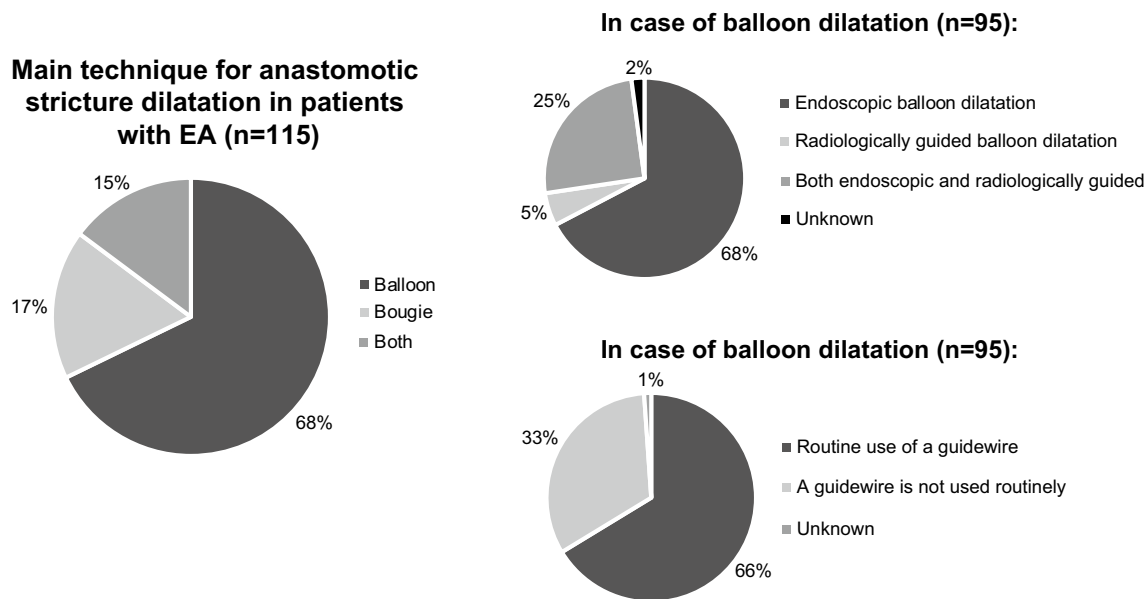 Main technique for anastomotic
stricture dilatation in patients
with EA (n=115)
15%
17%
68%
Balloon
Bougie
Both
In case of balloon dilatation (n=95):
2%
25%
5%
68%
Endoscopic balloon dilatation
Radiologically guided balloon dilatation
Both endoscopic and radiologically guided
Unknown
In case of balloon dilatation (n=95):
1%
33%
66%
Routine use of a guidewire
A guidewire is not used routinely
Unknown